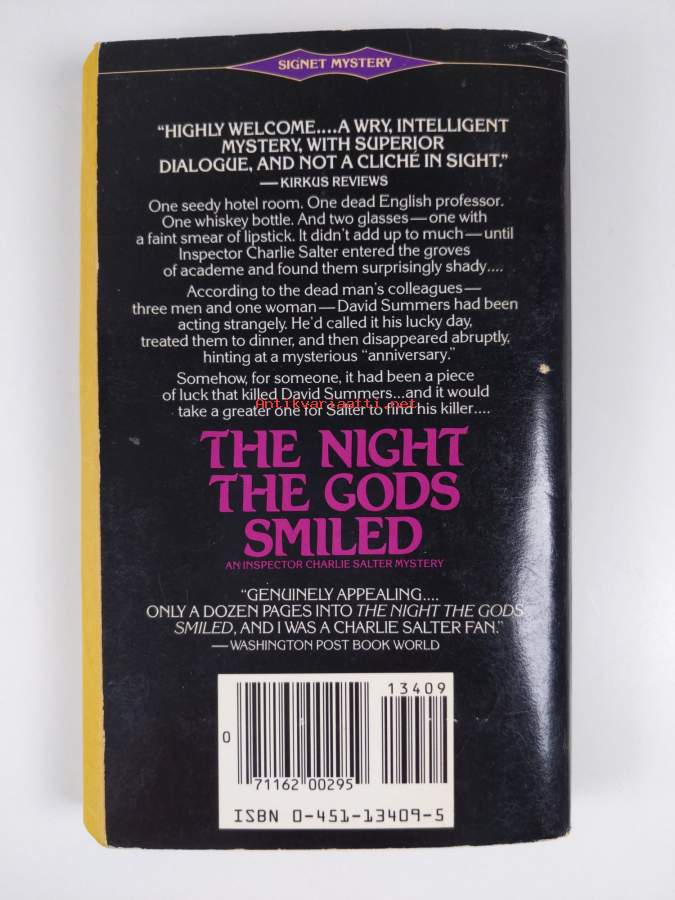 SIGNET MYSTERY
“HIGHLY WELCOME....A WRY, INTELLIGENT
MYSTERY, WITH SUPERIOR
DIALOGUE, AND NOT A CLICHÉ IN SIGHT.”
—KIRKUS REVIEWS
One seedy hotel room. One dead English professor.
One whiskey bottle. And two glasses—one with
a faint smear of lipstick. It didn't add up to much—until
Inspector Charlie Salter entered the groves
of academe and found them surprisingly shady....
According to the dead man's colleagues—
three men and one woman—David Summers had been
acting strangely. He'd called it his lucky day,
treated them to dinner, and then disappeared abruptly,
hinting at a mysterious “anniversary.”
Somehow, for someone, it had been a piece
of luck that killed David Summers...and it would
take a greater one for Salter to find his killer....
Antikvariaatti.net
THE NIGHT
THE GODS
SMILED
AN INSPECTOR CHARLIE SALTER MYSTERY
“GENUINELY APPEALING....
ONLY A DOZEN PAGES INTO THE NIGHT THE GODS
SMILED, AND I WAS A CHARLIE SALTER FAN.”
—WASHINGTON POST BOOK WORLD
13409
0
71162 00295
ISBN 0-451-13409-5